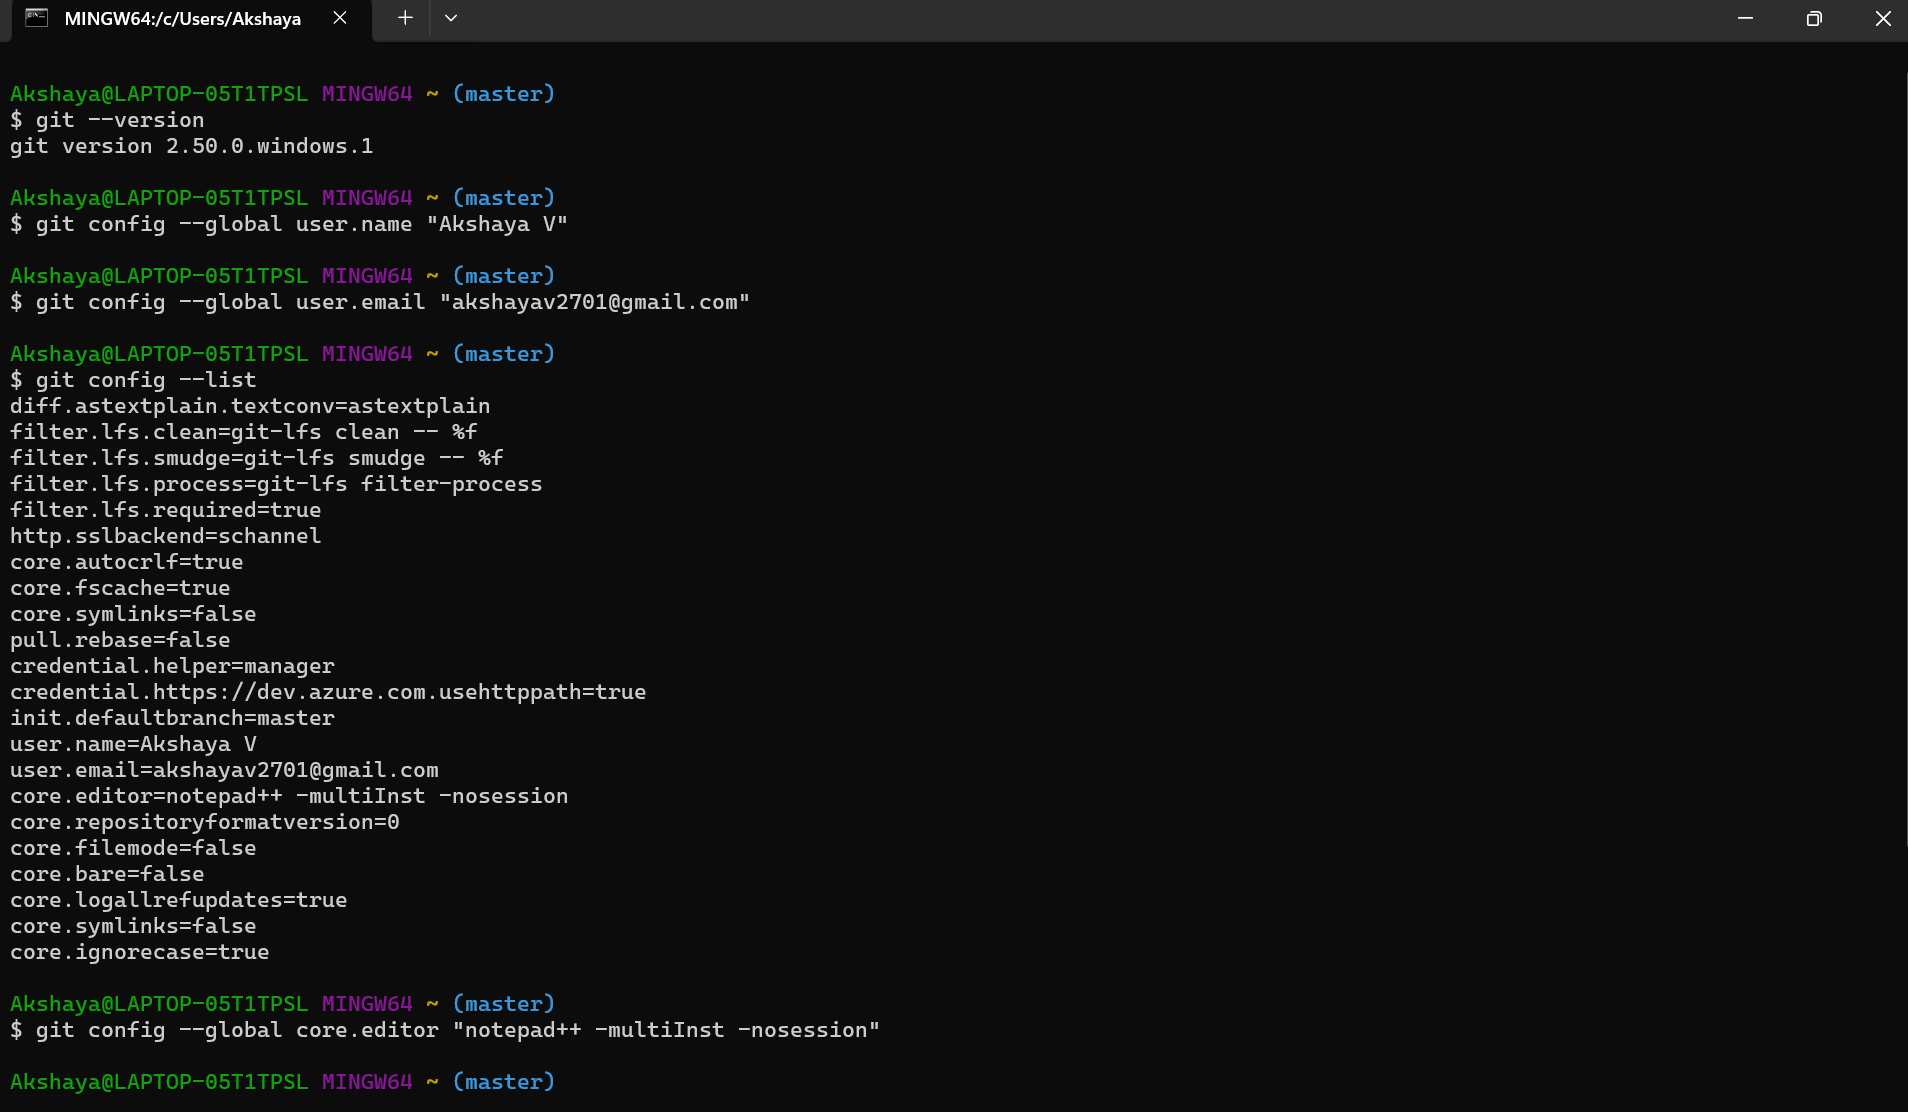 MINGW64:/c/Users/Akshaya
Akshaya@LAPTOP-05T1TPSL MINGW64 ~ (master)
$ git --version
git version 2.50.0.windows.1
Akshaya@LAPTOP-05T1TPSL MINGW64 ~ (master)
$ git config --global user.name "Akshaya V"
Akshaya@LAPTOP-05T1TPSL MINGW64 ~ (master)
$ git config --global user.email "akshayav2701@gmail.com"
Akshaya@LAPTOP-05T1TPSL MINGW64 ~ (master)
$ git config --list
diff.astextplain.textconv=astextplain
filter.lfs.clean=git-lfs clean -- %f
filter.lfs.smudge=git-lfs smudge -- %f
filter.lfs.process=git-lfs filter-process
filter.lfs.required=true
http.sslbackend=schannel
core.autocrlf=true
core.fscache=true
core.symlinks=false
pull.rebase=false
credential.helper=manager
credential.https://dev.azure.com.usehttppath=true
init.defaultbranch=master
user.name=Akshaya V
user.email=akshayav2701@gmail.com
core.editor=notepad++ -multiInst -nosession
core.repositoryformatversion=0
core.filemode=false
core.bare=false
core.logallrefupdates=true
core.symlinks=false
core.ignorecase=true
Akshaya@LAPTOP-05T1TPSL MINGW64 ~ (master)
$ git config --global core.editor "notepad++ -multiInst -nosession"
Akshaya@LAPTOP-05T1TPSL MINGW64 ~ (master)